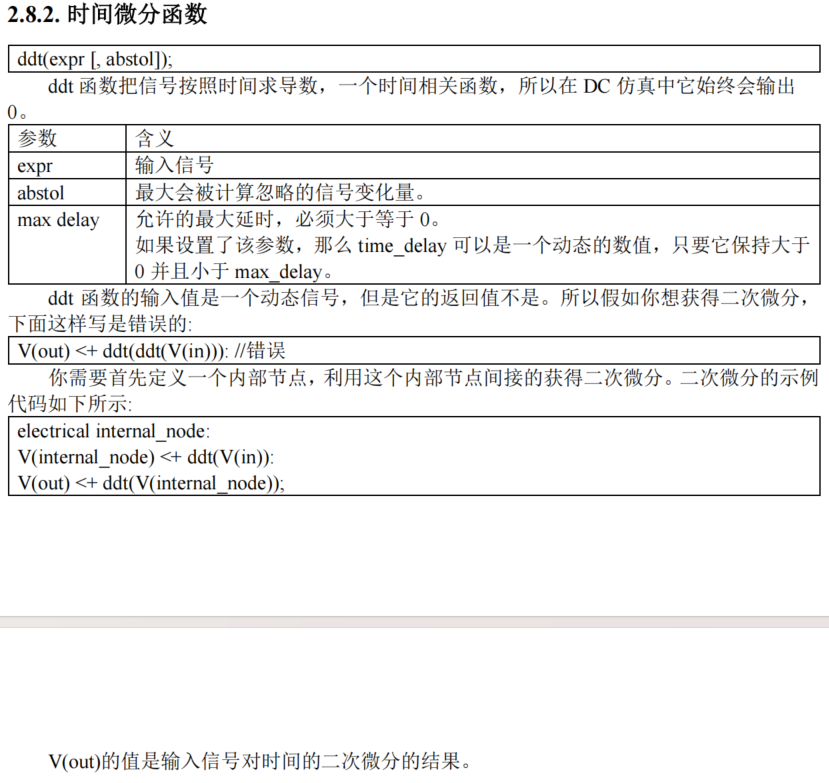 2.8.2. 时间微分函数
ddt(expr [, abstol]);
ddt 函数把信号按照时间求导数，一个时间相关函数，所以在 DC 仿真中它始终会输出
0。
参数 含义
expr 输入信号
abstol 最大会被计算忽略的信号变化量。
max delay 允许的最大延时，必须大于等于 0。
如果设置了该参数，那么 time_delay 可以是一个动态的数值，只要它保持大于
0 并且小于 max_delay。
ddt 函数的输入值是一个动态信号，但是它的返回值不是。所以假如你想获得二次微分，
下面这样写是错误的:
V(out) <+ ddt(ddt(V(in))): //错误
你需要首先定义一个内部节点，利用这个内部节点间接的获得二次微分。二次微分的示例
代码如下所示:
electrical internal_node:
V(internal_node) <+ ddt(V(in)):
V(out) <+ ddt(V(internal_node));
V(out)的值是输入信号对时间的二次微分的结果。